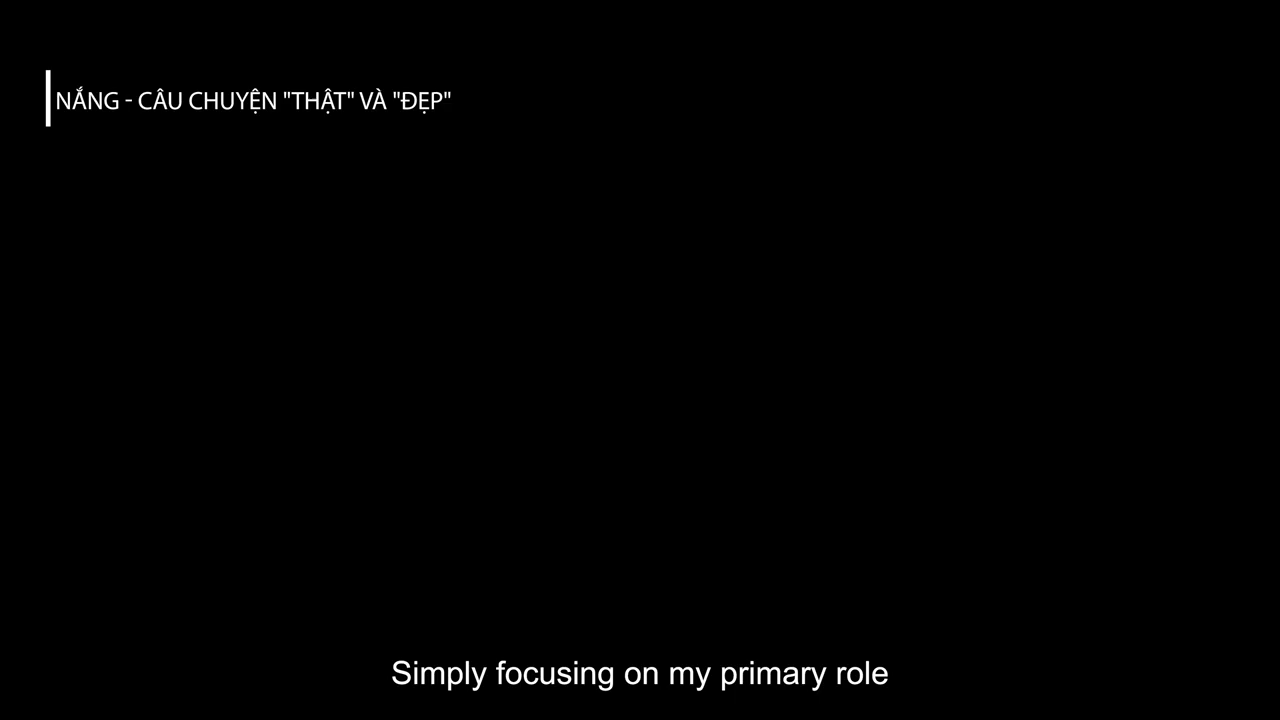 NẮNG - CÂU CHUYỆN "THẬT" VÀ "ĐẸP"
Simply focusing on my primary role